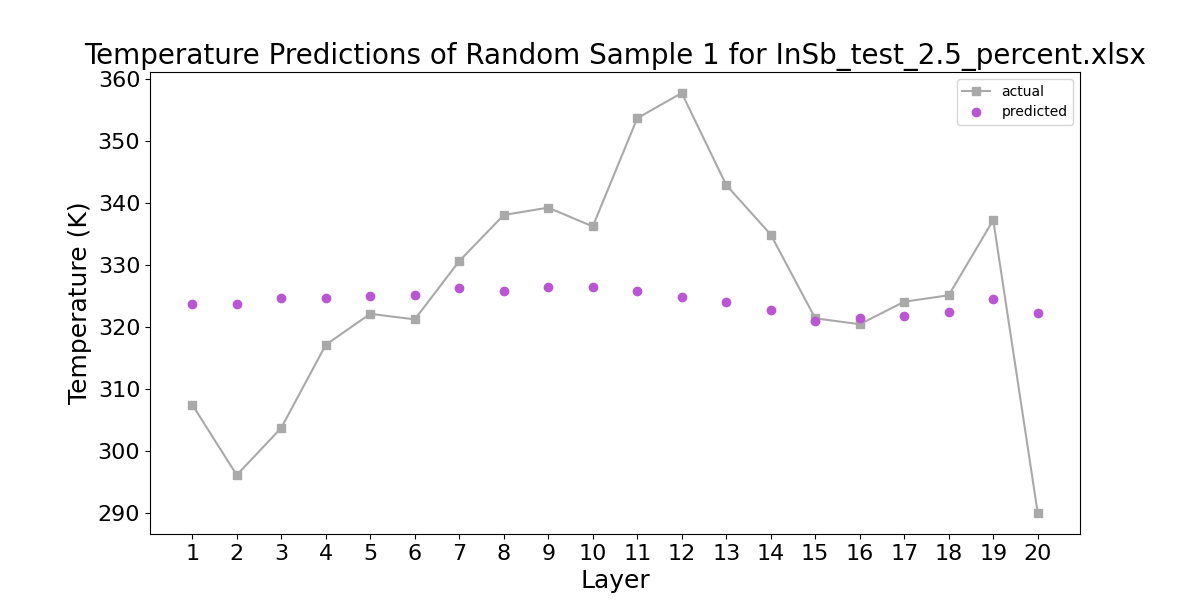 Temperature Predictions of Random Sample 1 for InSb_test_2.5_percent.xlsx
actual
predicted
Temperature (K)
360
350
340
330
320
310
300
290
1 2 3 4 5 6 7 8 9 10 11 12 13 14 15 16 17 18 19 20
Layer